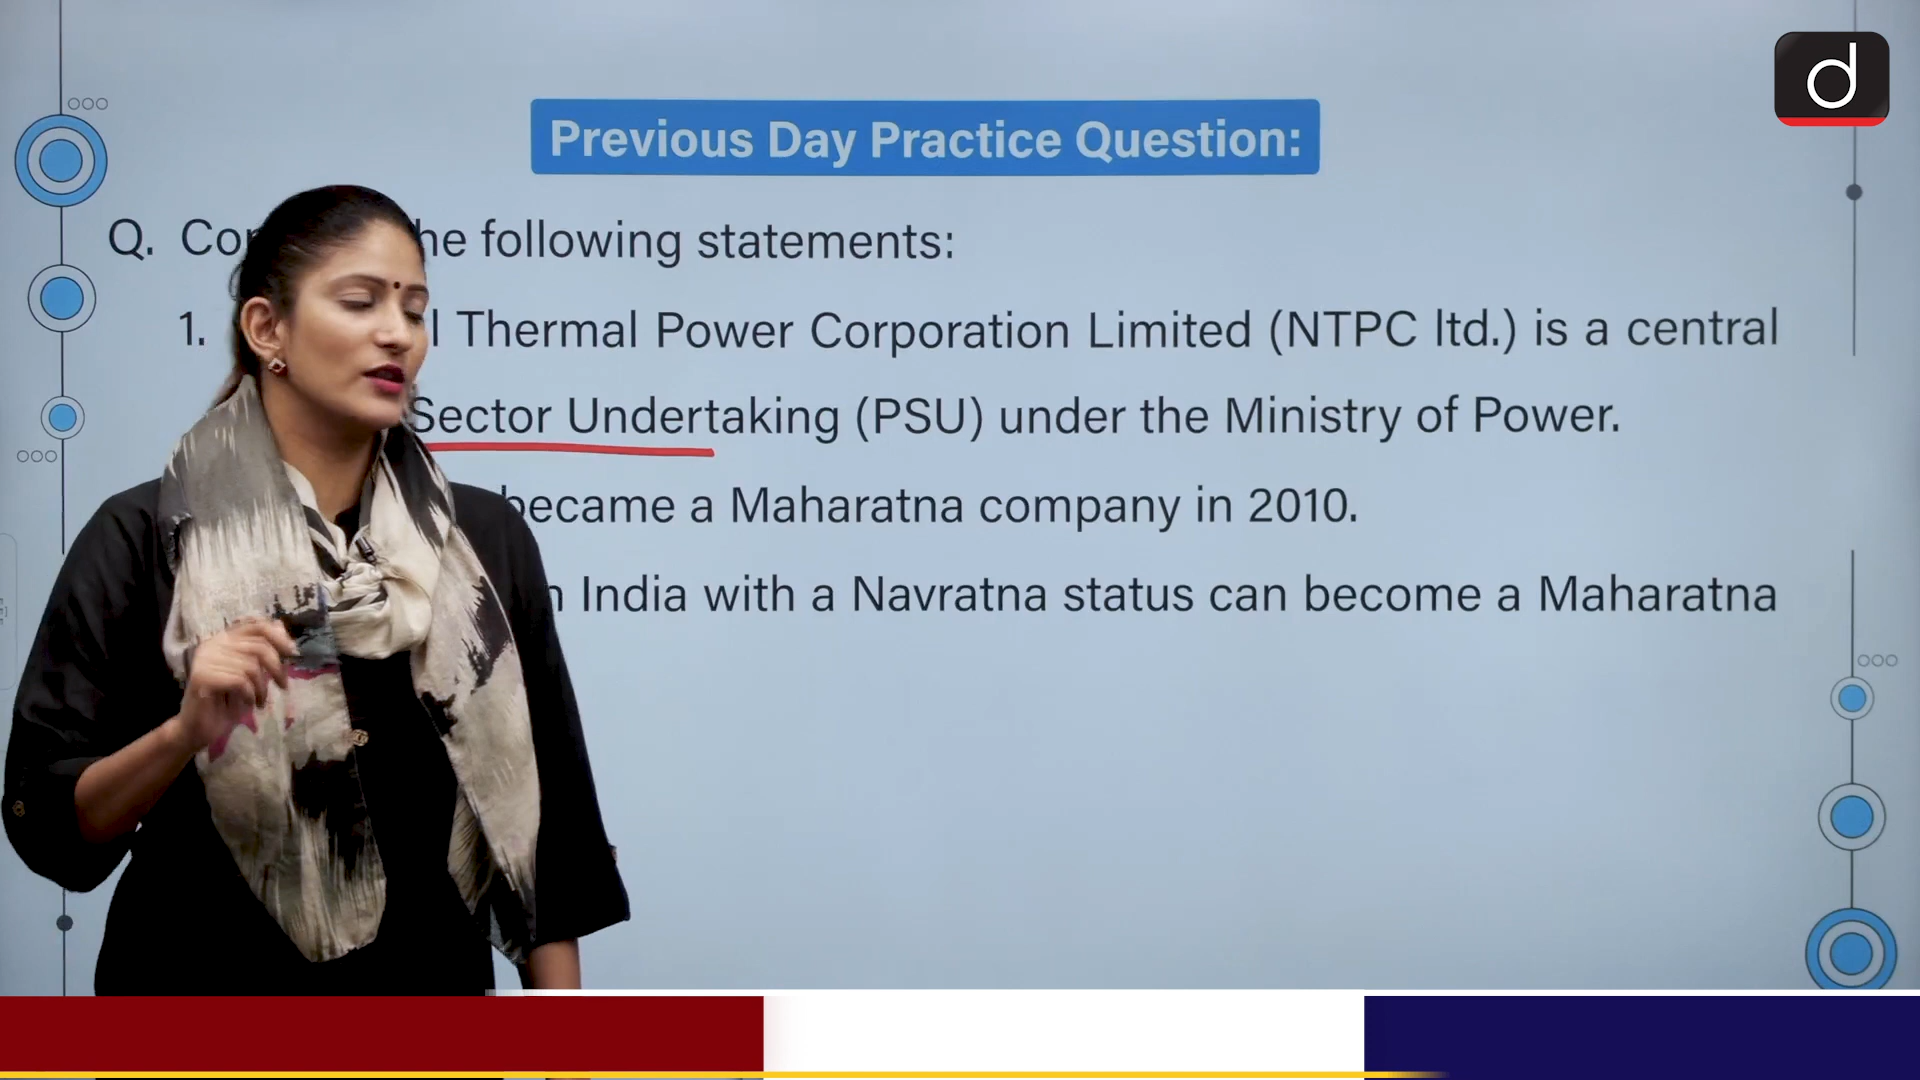 Previous Day Practice Question:
Q. Co he following statements:
1. l Thermal Power Corporation Limited (NTPC ltd.) is a central
Sector Undertaking (PSU) under the Ministry of Power.
became a Maharatna company in 2010.
India with a Navratna status can become a Maharatna
d